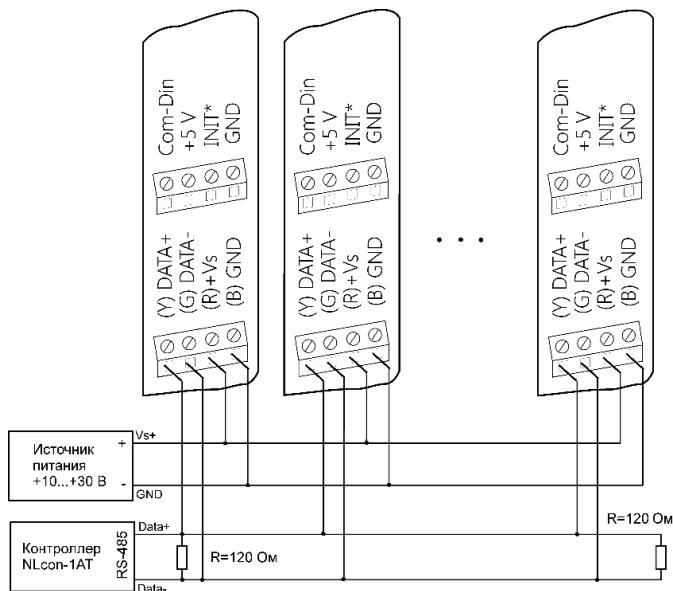 Com-Din
+5 V
INIT*
GND
Com-Din
+5 V
INIT*
GND
Com-Din
+5 V
INIT*
GND
(Y) DATA+
(G) DATA-
(R)+Vs
(B) GND
(Y) DATA+
(G) DATA-
(R)+Vs
(B) GND
. . .
(Y) DATA+
(G) DATA-
(R)+Vs
(B) GND
Источник
питания
+10...+30 В
+
-
Vs+
GND
Контроллер
NLcon-1AT
RS-485
Data+
Data-
R=120 Ом
R=120 Ом